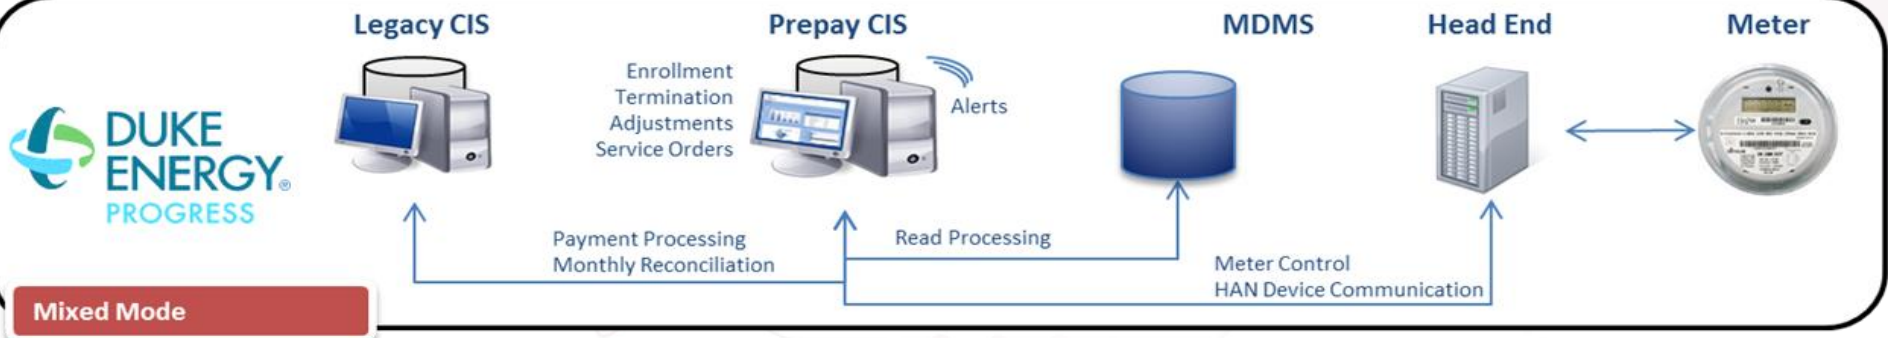 Legacy CIS
Prepay CIS
MDMS
Head End
Meter
Enrollment
Termination
Adjustments
Service Orders
Alerts
DUKE
ENERGY®
PROGRESS
Payment Processing
Monthly Reconciliation
Read Processing
Meter Control
HAN Device Communication
Mixed Mode